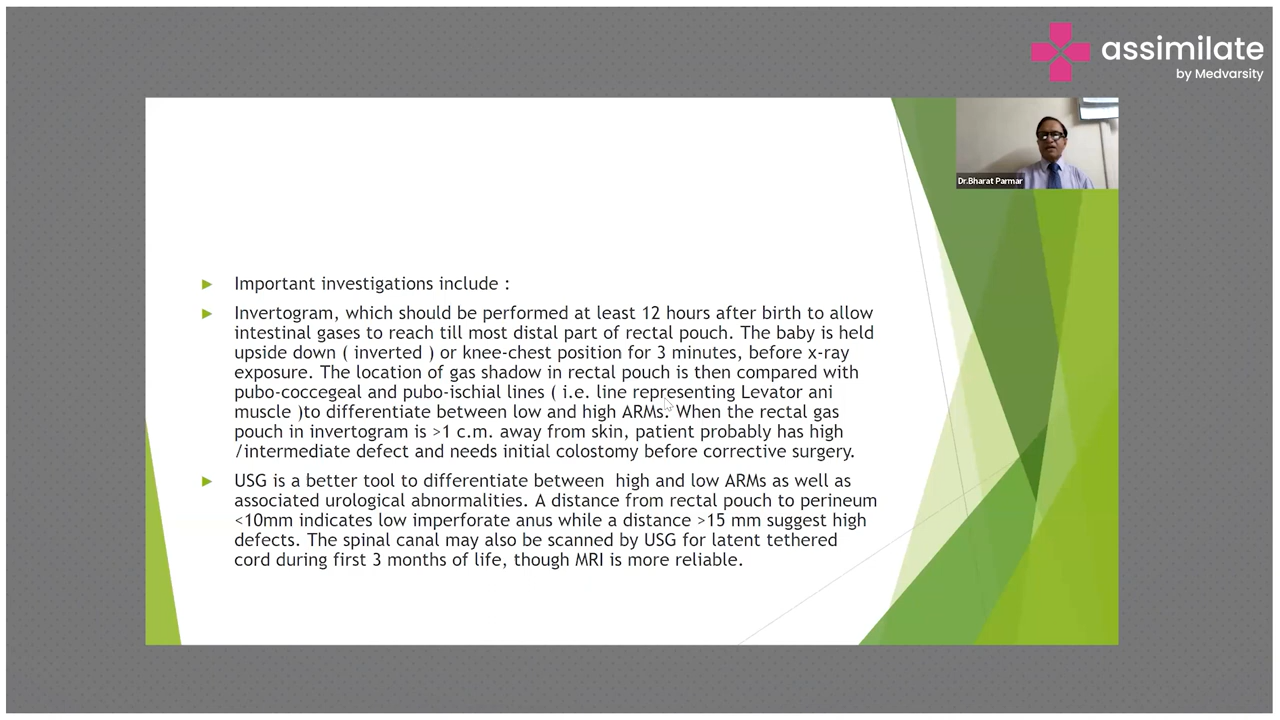 assimilate
by Medvarsity
Dr.Bharat Parmar
Important investigations include :
Invertogram, which should be performed at least 12 hours after birth to allow
intestinal gases to reach till most distal part of rectal pouch. The baby is held
upside down ( inverted ) or knee-chest position for 3 minutes, before x-ray
exposure. The location of gas shadow in rectal pouch is then compared with
pubo-coccegeal and pubo-ischial lines ( i.e. line representing Levator ani
muscle )to differentiate between low and high ARMs. When the rectal gas
pouch in invertogram is >1 c.m. away from skin, patient probably has high
/intermediate defect and needs initial colostomy before corrective surgery.
USG is a better tool to differentiate between high and low ARMs as well as
associated urological abnormalities. A distance from rectal pouch to perineum
<10mm indicates low imperforate anus while a distance >15 mm suggest high
defects. The spinal canal may also be scanned by USG for latent tethered
cord during first 3 months of life, though MRI is more reliable.